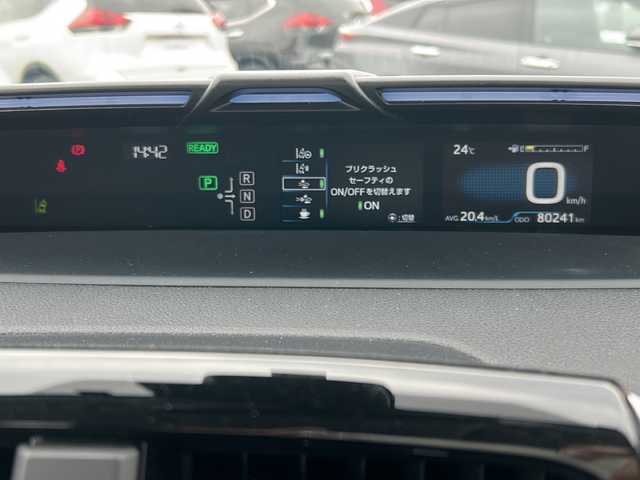 14:42
READY
P
R
N
D
プリクラッシュ
セーフティの
ON/OFFを切替えます
ON
:切替
24℃
E F
0
km/h
AVG 20.4 km/L
ODO 80241 km